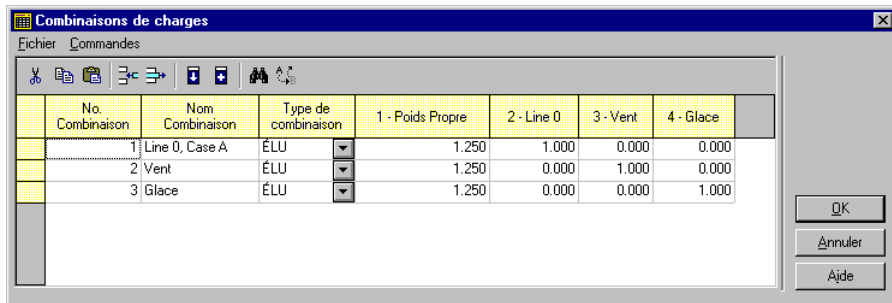 Combinaisons de charges
Fichier Commandes
No. Combinaison Nom Combinaison Type de combinaison 1 - Poids Propre 2 - Line 0 3 - Vent 4 - Glace
1 Line 0, Case A ÉLU 1.250 1.000 0.000 0.000
2 Vent ÉLU 1.250 0.000 1.000 0.000
3 Glace ÉLU 1.250 0.000 0.000 1.000
OK
Annuler
Aide